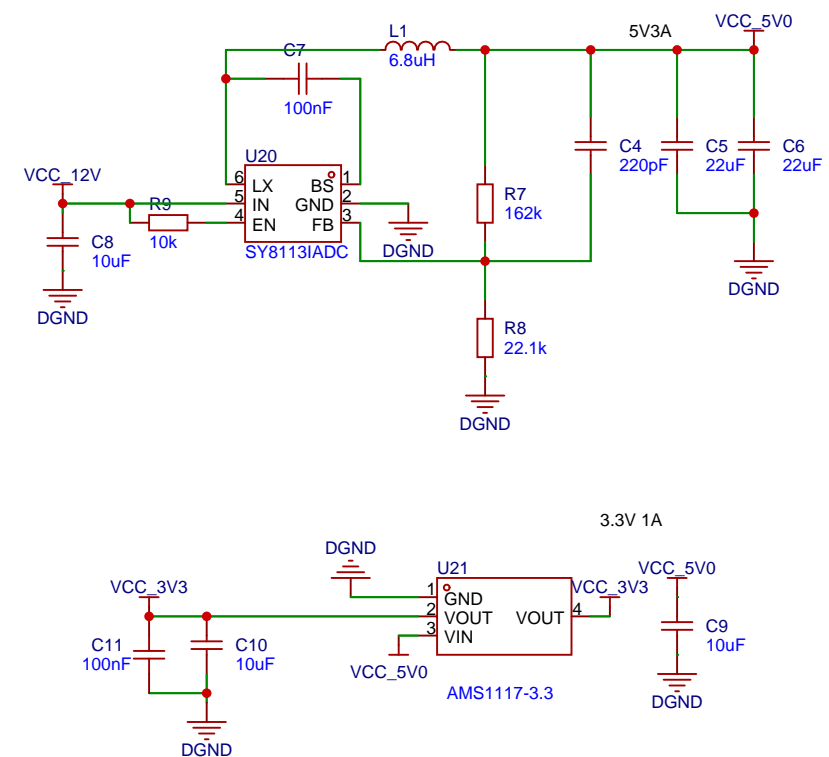 VCC_5V0
L1
5V3A
C7
6.8uH
100nF
C4
220pF
C5
22uF
C6
22uF
U20
VCC_12V
6 LX BS 1
5 IN GND 2
4 EN FB 3
R9
10k
R7
162k
C8
10uF
SY8113IADC
DGND
DGND
DGND
R8
22.1k
DGND
3.3V 1A
DGND
U21
VCC_3V3
VCC_3V3
VCC_5V0
1 GND
2 VOUT VOUT 4
3 VIN
C11
100nF
C10
10uF
C9
10uF
VCC_5V0
AMS1117-3.3
DGND
DGND